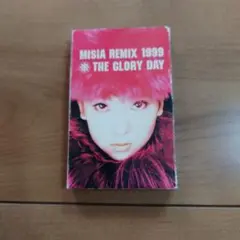 MISIA REMIX 1999
THE GLORY DAY